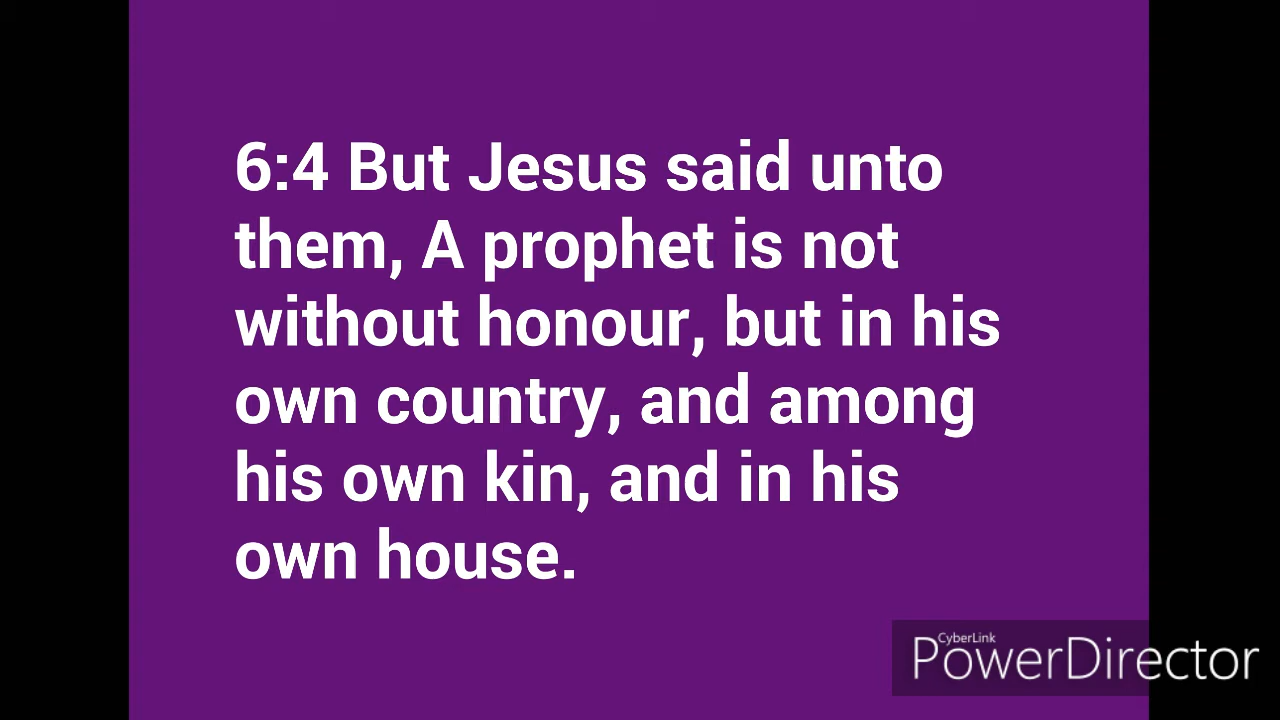 6:4 But Jesus said unto
them, A prophet is not
without honour, but in his
own country, and among
his own kin, and in his
own house.
CyberLink
PowerDirector